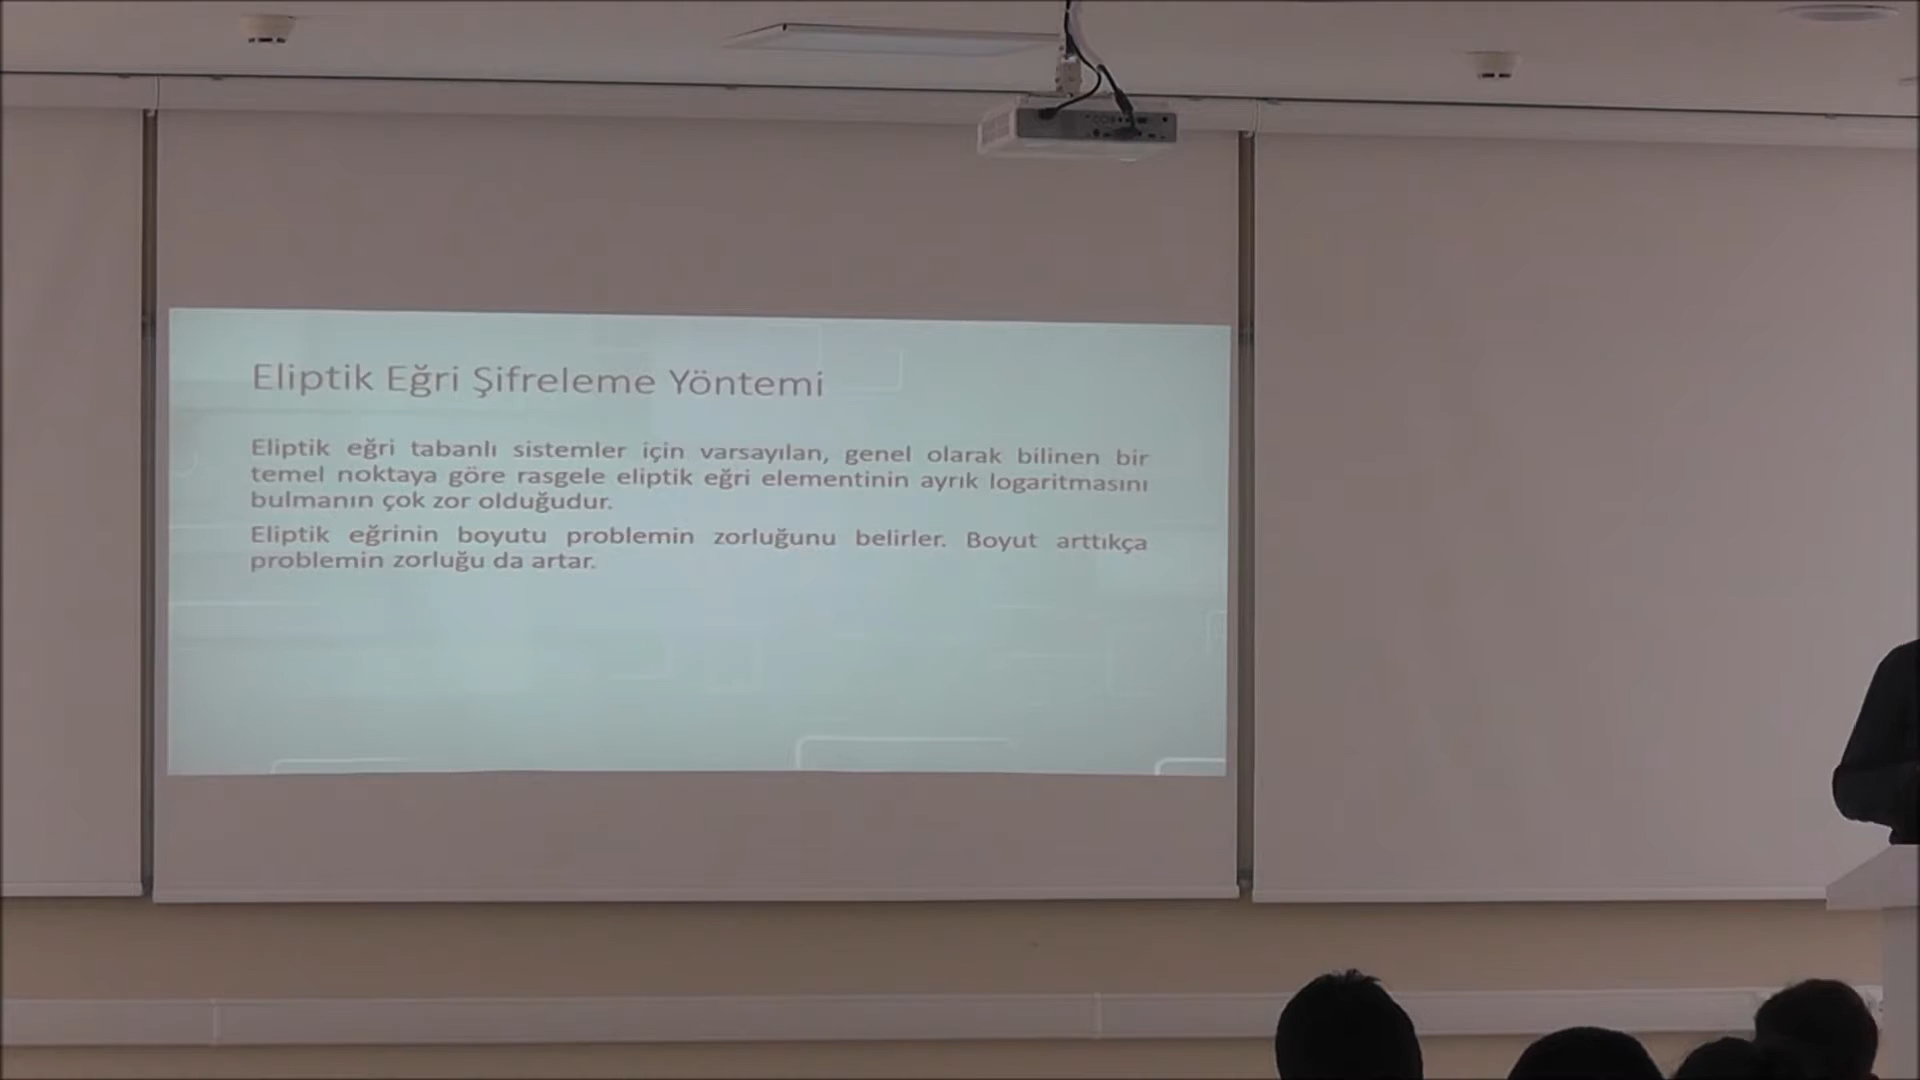 Eliptik Eğri Şifreleme Yöntemi
Eliptik eğri tabanlı sistemler için varsayılan, genel olarak bilinen bir
temel noktaya göre rasgele eliptik eğri elementinin ayrık logaritmasını
bulmanın çok zor olduğudur.
Eliptik eğrinin boyutu problemin zorluğunu belirler. Boyut arttıkça
problemin zorluğu da artar.